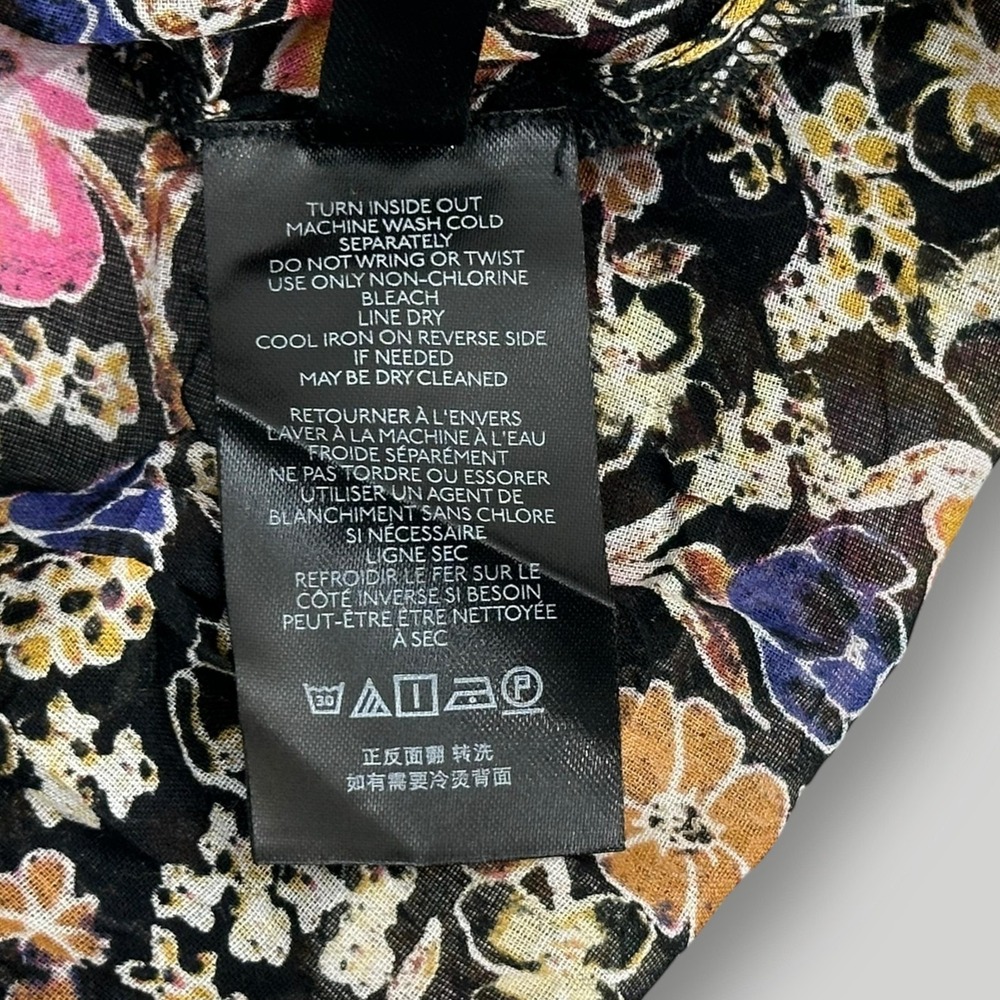 TURN INSIDE OUT
MACHINE WASH COLD
SEPARATELY
DO NOT WRING OR TWIST
USE ONLY NON-CHLORINE
BLEACH
LINE DRY
COOL IRON ON REVERSE SIDE
IF NEEDED
MAY BE DRY CLEANED
RETOURNER À L'ENVERS
LAVER À LA MACHINE À L'EAU
FROIDE SÉPARÉMENT
NE PAS TORDRE OU ESSORER
UTILISER UN AGENT DE
BLANCHIMENT SANS CHLORE
SI NÉCESSAIRE
LIGNE SEC
REFROIDIR LE FER SUR LE
CÔTÉ INVERSE SI BESOIN
PEUT-ÊTRE ÊTRE NETTOYÉE
À SEC
30 P
正反面翻 转洗
如有需要冷烫背面